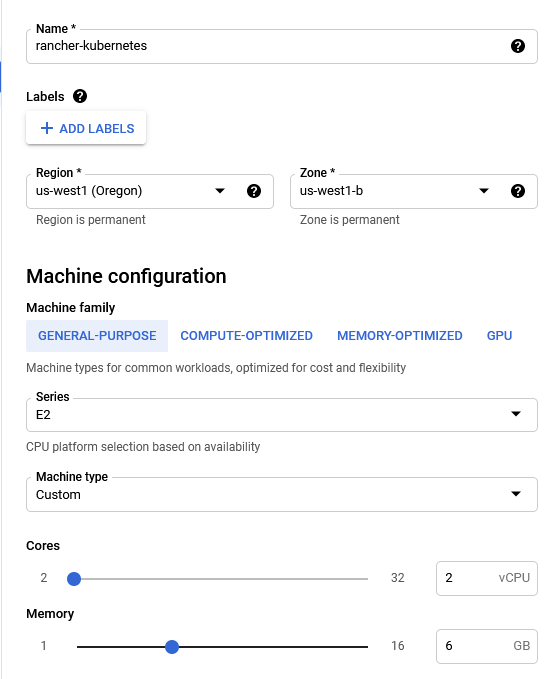 Name *
rancher-kubernetes
Labels
ADD LABELS
Region *
Zone *
us-west1 (Oregon)
us-west1-b
Region is permanent
Zone is permanent
Machine configuration
Machine family
GENERAL-PURPOSE COMPUTE-OPTIMIZED MEMORY-OPTIMIZED GPU
Machine types for common workloads, optimized for cost and flexibility
Series
E2
CPU platform selection based on availability
Machine type
Custom
Cores
2 32 2 vCPU
Memory
1 16 6 GB